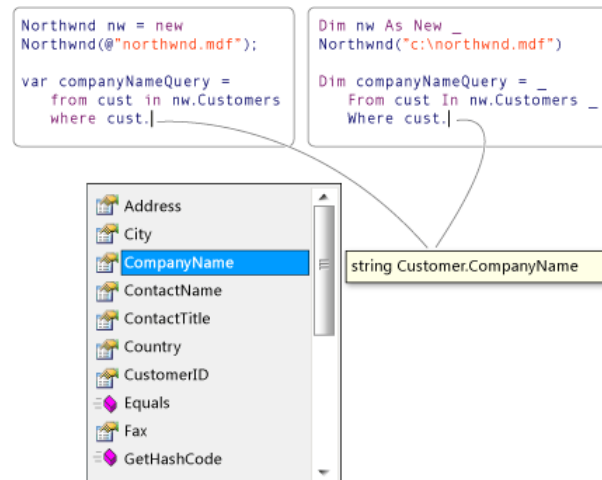 Northwnd nw = new
Northwnd(@"northwnd.mdf");
var companyNameQuery =
from cust in nw.Customers
where cust.
Dim nw As New _
Northwnd("c:\northwnd.mdf")
Dim companyNameQuery = _
From cust In nw.Customers _
Where cust.
Address
City
CompanyName
ContactName
ContactTitle
Country
CustomerID
Equals
Fax
GetHashCode
string Customer.CompanyName